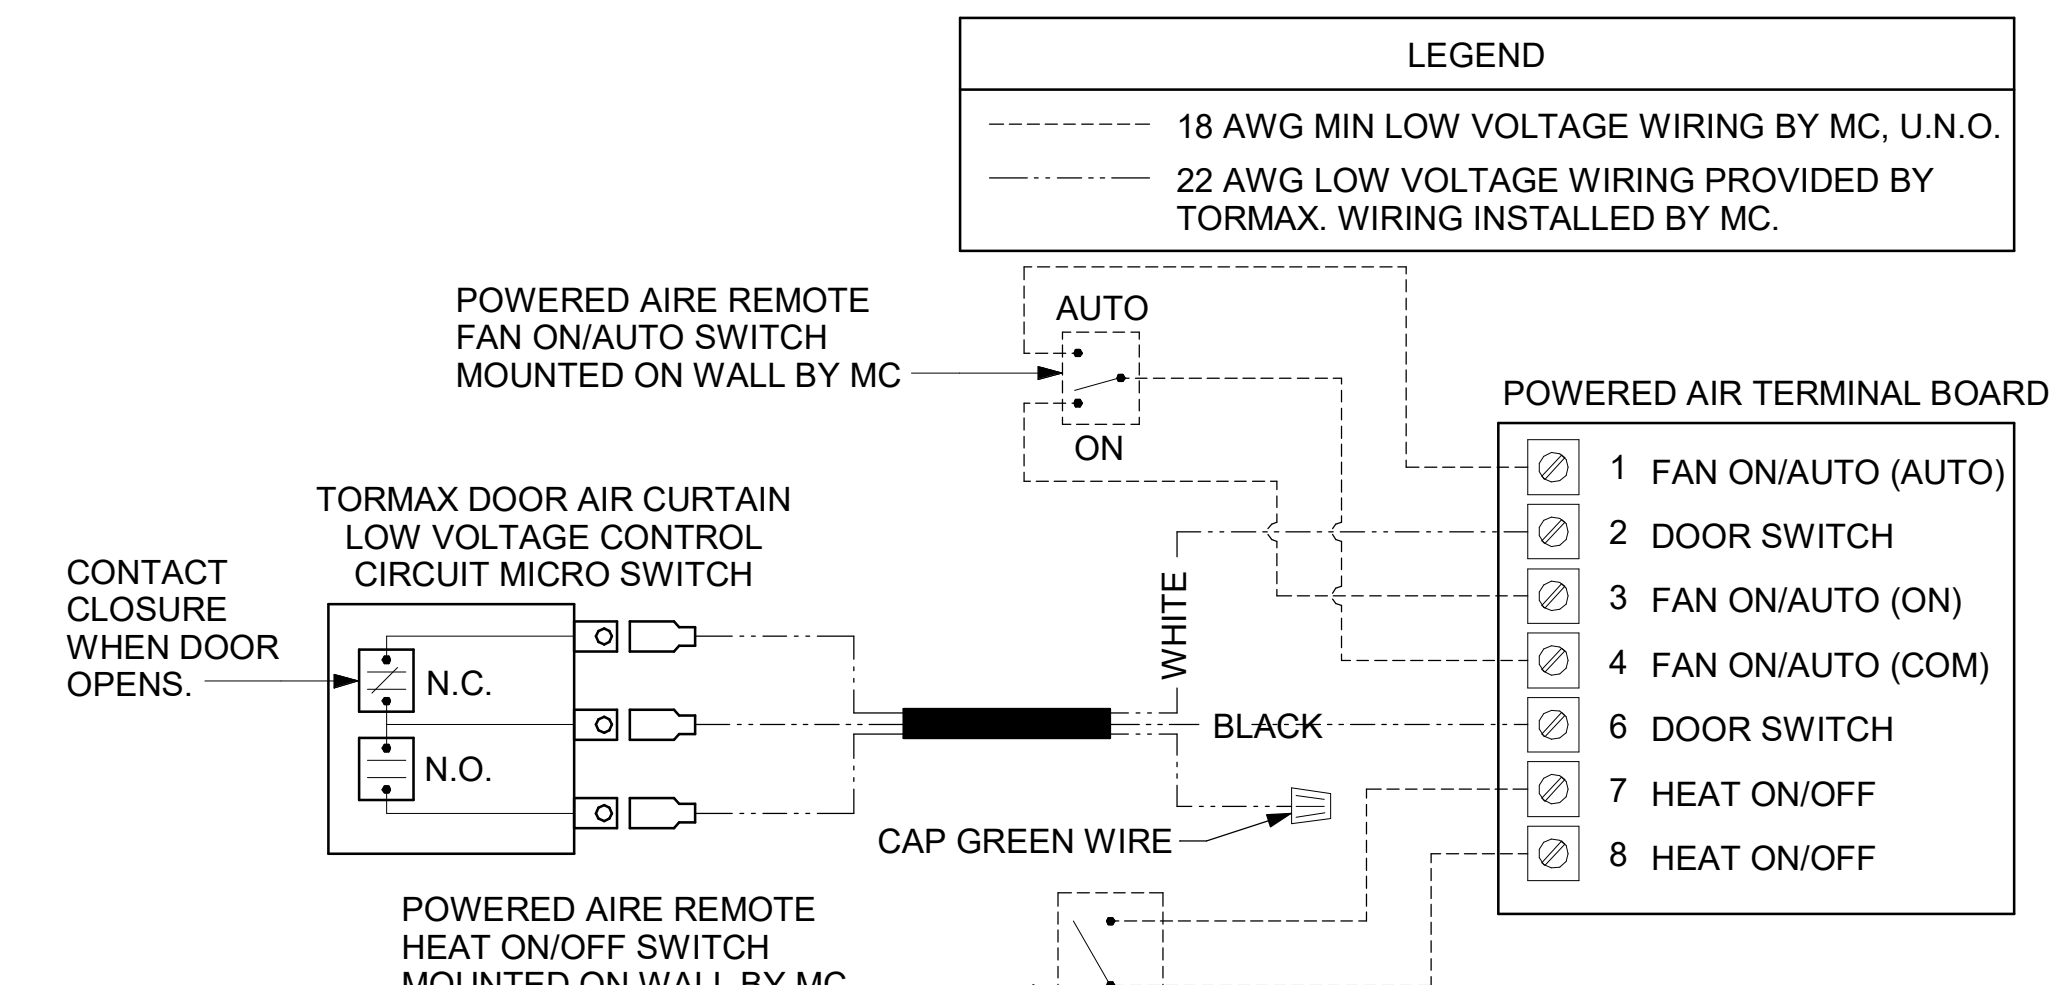 LEGEND
18 AWG MIN LOW VOLTAGE WIRING BY MC, U.N.O.
22 AWG LOW VOLTAGE WIRING PROVIDED BY
TORMAX. WIRING INSTALLED BY MC.
POWERED AIRE REMOTE
FAN ON/AUTO SWITCH
MOUNTED ON WALL BY MC
AUTO
ON
POWERED AIR TERMINAL BOARD
1 FAN ON/AUTO (AUTO)
2 DOOR SWITCH
3 FAN ON/AUTO (ON)
4 FAN ON/AUTO (COM)
6 DOOR SWITCH
7 HEAT ON/OFF
8 HEAT ON/OFF
TORMAX DOOR AIR CURTAIN
LOW VOLTAGE CONTROL
CIRCUIT MICRO SWITCH
CONTACT
CLOSURE
WHEN DOOR
OPENS.
N.C.
N.O.
WHITE
BLACK
CAP GREEN WIRE
POWERED AIRE REMOTE
HEAT ON/OFF SWITCH
MOUNTED ON WALL BY MC